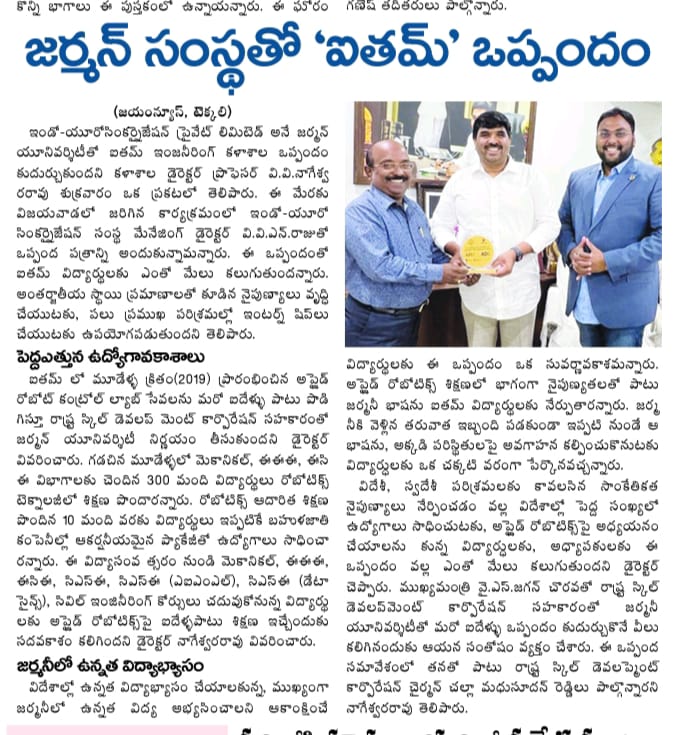 కొన్ని భాగాలు ఈ పుస్తకంలో ఉన్నాయన్నారు. ఈ ఘోరం
గణేష్ తదితరులు పాల్గొన్నారు.
జర్మన్ సంస్థతో ‘ఐతమ్’ ఒప్పందం
(జయంన్యూస్, టెక్కలి)
ఇండో-యూరోసింకర్నైజేషన్ ప్రైవేట్ లిమిటెడ్ అనే జర్మన్
యూనివర్శిటీతో ఐతమ్ ఇంజనీరింగ్ కళాశాల ఒప్పందం
కుదుర్చుకుందని కళాశాల డైరెక్టర్ ప్రొఫెసర్ వి.వి.నాగేశ్వ
రరావు శుక్రవారం ఒక ప్రకటలో తెలిపారు. ఈ మేరకు
విజయవాడలో జరిగిన కార్యక్రమంలో ఇండో-యూరో
సింకర్నైజేషన్ సంస్థ మేనేజింగ్ డైరెక్టర్ వి.వి.ఎన్.రాజుతో
ఒప్పంద పత్రాన్ని అందుకున్నామన్నారు. ఈ ఒప్పందంతో
ఐతమ్ విద్యార్థులకు ఎంతో మేలు కలుగుతుందన్నారు.
అంతర్జాతీయ స్థాయి ప్రమాణాలతో కూడిన నైపుణ్యాలు వృద్ధి
చేయుటకు, పలు ప్రముఖ పరిశ్రమల్లో ఇంటర్న్ షిప్‌లు
చేయుటకు ఉపయోగపడుతుందని తెలిపారు.
పెద్దఎత్తున ఉద్యోగావకాశాలు
ఐతమ్ లో మూడేళ్ళ క్రితం(2019) ప్రారంభించిన అప్లైడ్
రోబోట్ కంట్రోల్ ల్యాబ్ సేవలను మరో ఐదేళ్లు పాటు పొడి
గిస్తూ రాష్ట్ర స్కిల్ డెవలప్ మెంట్ కార్పొరేషన్ సహకారంతో
జర్మన్ యూనివర్శిటీ నిర్ణయం తీసుకుందని డైరెక్టర్
వివరించారు. గడచిన మూడేళ్ళలో మెకానికల్, ఈఈఈ, ఈసి
ఈ విభాగాలకు చెందిన 300 మంది విద్యార్థులు రోబోటిక్స్
టెక్నాలజీలో శిక్షణ పొందారన్నారు. రోబోటిక్స్ ఆదారిత శిక్షణ
పొందిన 10 మంది వరకు విద్యార్థులు ఇప్పటికే బహుళజాతి
కంపెనీల్లో ఆకర్షనీయమైన ప్యాకేజీతో ఉద్యోగాలు సాధించా
రన్నారు. ఈ విద్యాసంవ త్సరం నుండి మెకానికల్, ఈఈఈ,
ఈసిఈ, సిఎస్ఈ, సిఎస్ఈ (ఏఐఎంఎల్), సిఎస్ఈ (డేటా
సైన్స్), సివిల్ ఇంజినీరింగ్ కోర్సులు చదువుకోనున్న విద్యార్థు
లకు అప్లైడ్ రోబోటిక్స్‌పై ఐదేళ్లపాటు శిక్షణ ఇచ్చేందుకు
సదవకాశం కలిగిందని డైరెక్టర్ నాగేశ్వరరావు వివరించారు.
జర్మనీలో ఉన్నత విద్యాభ్యాసం
విదేశాల్లో ఉన్నత విద్యాభ్యాసం చేయాలకున్న, ముఖ్యంగా
జర్మనీలో ఉన్నత విద్య అభ్యసించాలని ఆకాంక్షించే
విద్యార్థులకు ఈ ఒప్పందం ఒక సువర్ణావకాశమన్నారు.
అప్లైడ్ రోబోటిక్స్ శిక్షణలో భాగంగా నైపుణ్యతలతో పాటు
జర్మనీ భాషను ఐతమ్ విద్యార్థులకు నేర్పుతారన్నారు. జర్మ
నీకి వెళ్లిన తరువాత ఇబ్బంది పడకుండా ఇప్పటి నుండే ఆ
భాషను, అక్కడి పరిస్థితులపై అవగాహన కల్పించుకొనుటకు
విద్యార్థులకు ఒక చక్కటి వరంగా పేర్కొనవచ్చన్నారు.
విదేశీ, స్వదేశీ పరిశ్రమలకు కావలసిన సాంకేతికత
నైపుణ్యాలు నేర్పించడం వల్ల విదేశాల్లో పెద్ద సంఖ్యలో
ఉద్యోగాలు సాధించుటకు, అప్లైడ్ రోబోటిక్స్‌పై అధ్యయనం
చేయాలను కున్న విద్యార్థులకు, అధ్యాపకులకు ఈ
ఒప్పందం వల్ల ఎంతో మేలు కలుగుతుందని డైరెక్టర్
చెప్పారు. ముఖ్యమంత్రి వై.ఎస్.జగన్ చొరవతో రాష్ట్ర స్కిల్
డెవలప్‌మెంట్ కార్పొరేషన్ సహకారంతో జర్మనీ
యూనివర్శిటీతో మరో ఐదేళ్లు ఒప్పందం కుదుర్చుకొనే వీలు
కలిగినందుకు ఆయన సంతోషం వ్యక్తం చేశారు. ఈ ఒప్పంద
సమావేశంలో తనతో పాటు రాష్ట్ర స్కిల్ డెవలప్మెంట్
కార్పొరేషన్ చైర్మన్ చల్లా మధుసూదన్ రెడ్డిలు పాల్గొన్నారని
నాగేశ్వరరావు తెలిపారు.